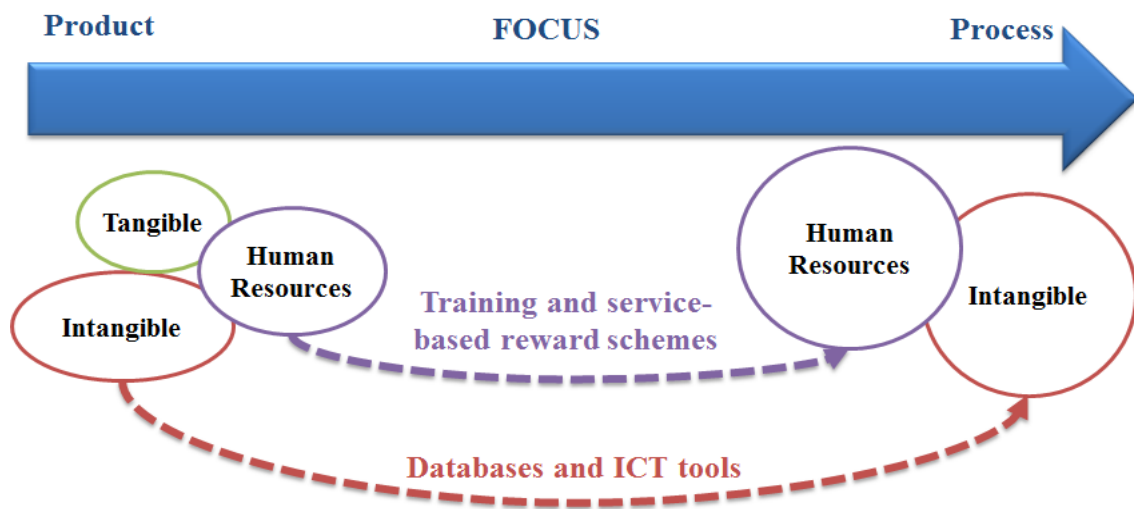 Product
FOCUS
Process
Tangible
Human
Resources
Intangible
Human
Resources
Intangible
Training and service-
based reward schemes
Databases and ICT tools